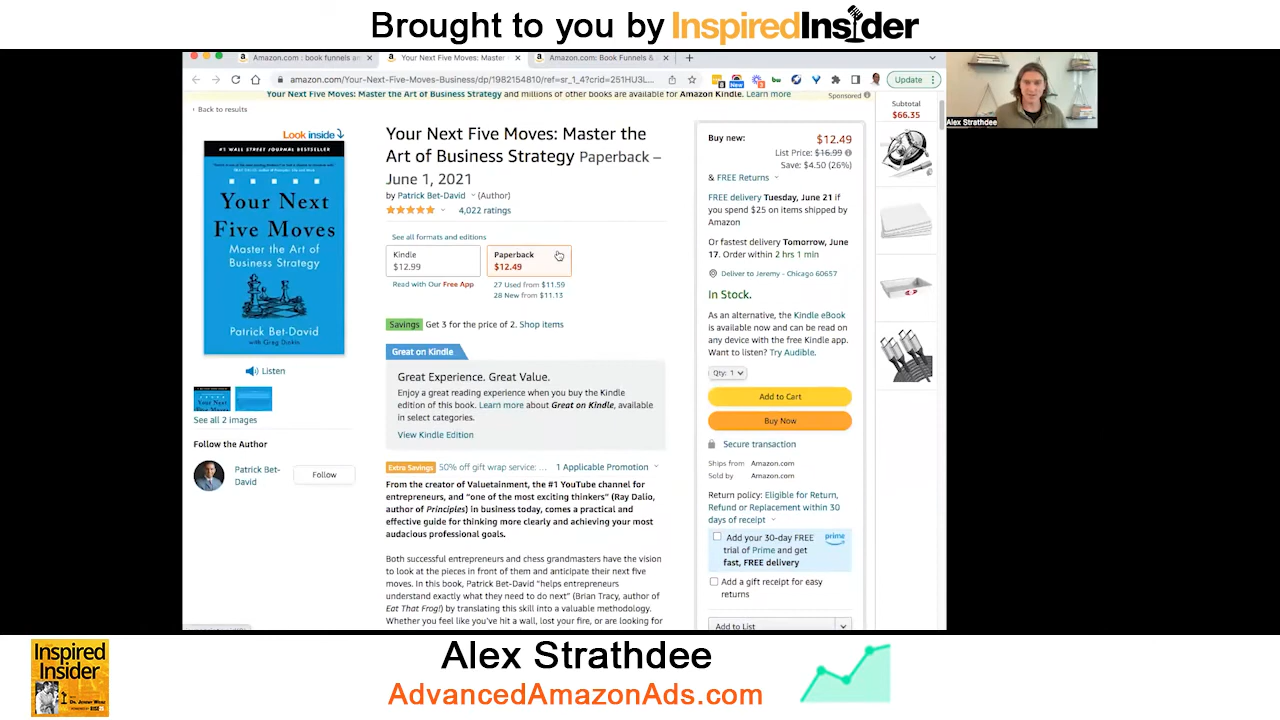 Brought to you by InspiredInsider
Amazon.com : book funnels a
Your Next Five Moves: Master
Amazon.com: Book Funnels &
amazon.com/Your-Next-Five-Moves-Business/dp/1982154810/ref=sr_1_4?crid=251HU3L...
New
Update
Your Next Five Moves: Master the Art of Business Strategy and millions of other books are available for Amazon Kindle. Learn more
Sponsored
‹ Back to results
Look inside
#1 WALL STREET JOURNAL BESTSELLER
Your Next
Five Moves
Master the Art of
Business Strategy
Patrick Bet-David
Listen
See all 2 images
Follow the Author
Patrick Bet-
David
Follow
Your Next Five Moves: Master the
Art of Business Strategy Paperback –
June 1, 2021
by Patrick Bet-David (Author)
4,022 ratings
See all formats and editions
Kindle
$12.99
Read with Our Free App
Paperback
$12.49
27 Used from $11.59
28 New from $11.13
Savings Get 3 for the price of 2. Shop items
Great on Kindle
Great Experience. Great Value.
Enjoy a great reading experience when you buy the Kindle
edition of this book. Learn more about Great on Kindle, available
in select categories.
View Kindle Edition
Extra Savings 50% off gift wrap service: ... 1 Applicable Promotion
From the creator of Valuetainment, the #1 YouTube channel for
entrepreneurs, and "one of the most exciting thinkers" (Ray Dalio,
author of Principles) in business today, comes a practical and
effective guide for thinking more clearly and achieving your most
audacious professional goals.
Both successful entrepreneurs and chess grandmasters have the vision
to look at the pieces in front of them and anticipate their next five
moves. In this book, Patrick Bet-David "helps entrepreneurs
understand exactly what they need to do next" (Brian Tracy, author of
Eat That Frog!) by translating this skill into a valuable methodology.
Whether you feel like you've hit a wall, lost your fire, or are looking for
Buy new: $12.49
List Price: $16.99
Save: $4.50 (26%)
& FREE Returns
FREE delivery Tuesday, June 21 if
you spend $25 on items shipped by
Amazon
Or fastest delivery Tomorrow, June
17. Order within 2 hrs 1 min
Deliver to Jeremy - Chicago 60657
In Stock.
As an alternative, the Kindle eBook
is available now and can be read on
any device with the free Kindle app.
Want to listen? Try Audible.
Qty: 1
Add to Cart
Buy Now
Secure transaction
Ships from Amazon.com
Sold by Amazon.com
Return policy: Eligible for Return,
Refund or Replacement within 30
days of receipt
Add your 30-day FREE
trial of Prime and get
fast, FREE delivery
prime
Add a gift receipt for easy
returns
Add to List
Subtotal
$66.35
Alex Strathdee
Inspired
Insider
Alex Strathdee
AdvancedAmazonAds.com